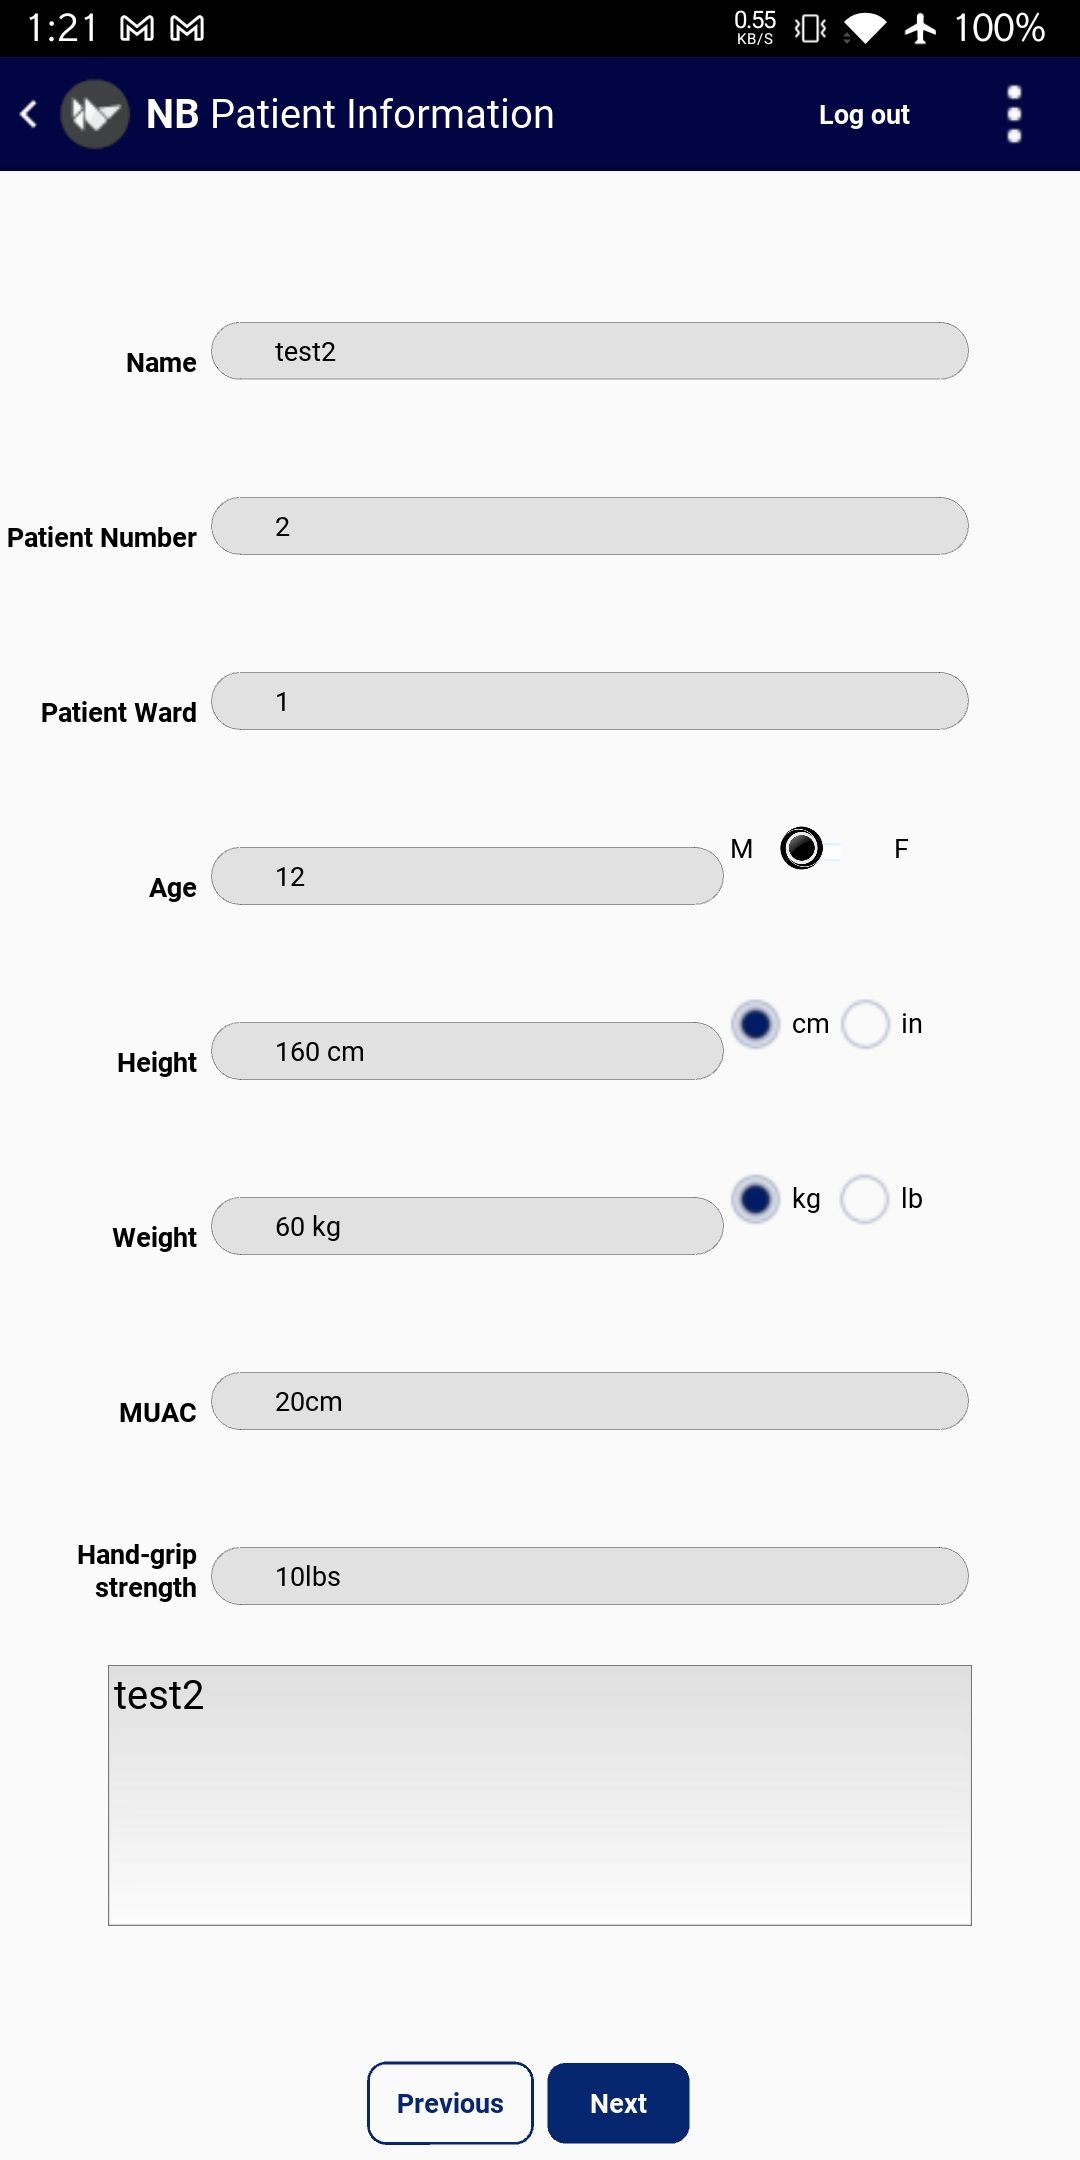 1:21 0.55 KB/S 100%
NB Patient Information Log out
Name test2
Patient Number 2
Patient Ward 1
M F
Age 12
cm in
Height 160 cm
kg lb
Weight 60 kg
MUAC 20cm
Hand-grip
strength 10lbs
test2
Previous Next